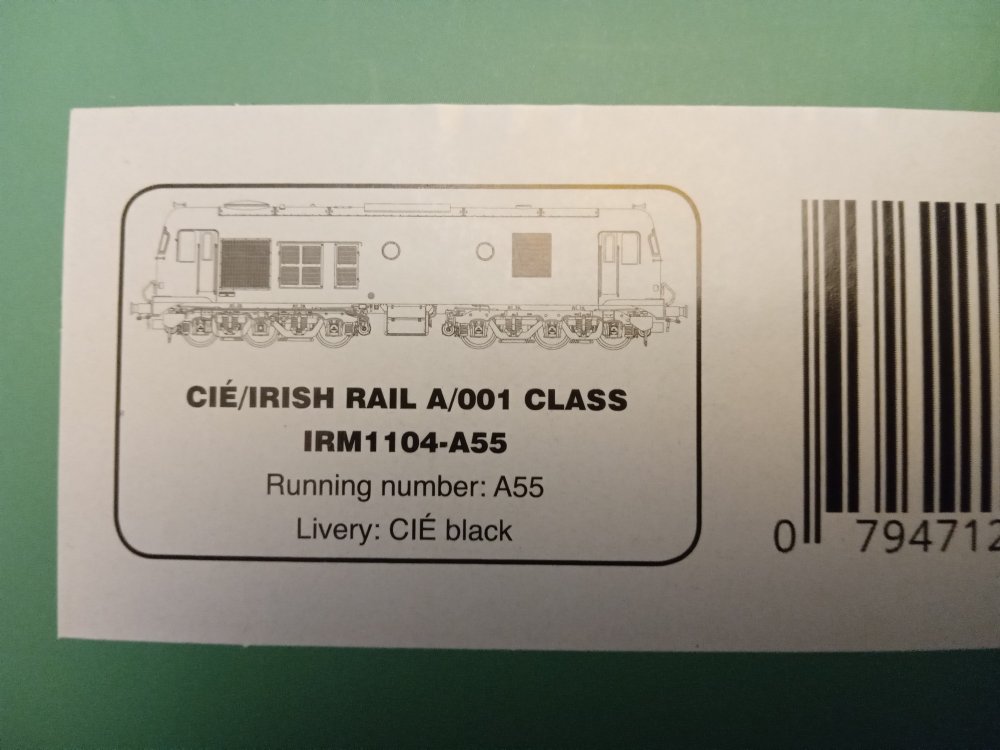 CIÉ/IRISH RAIL A/001 CLASS
IRM1104-A55
Running number: A55
Livery: CIÉ black
0 794712